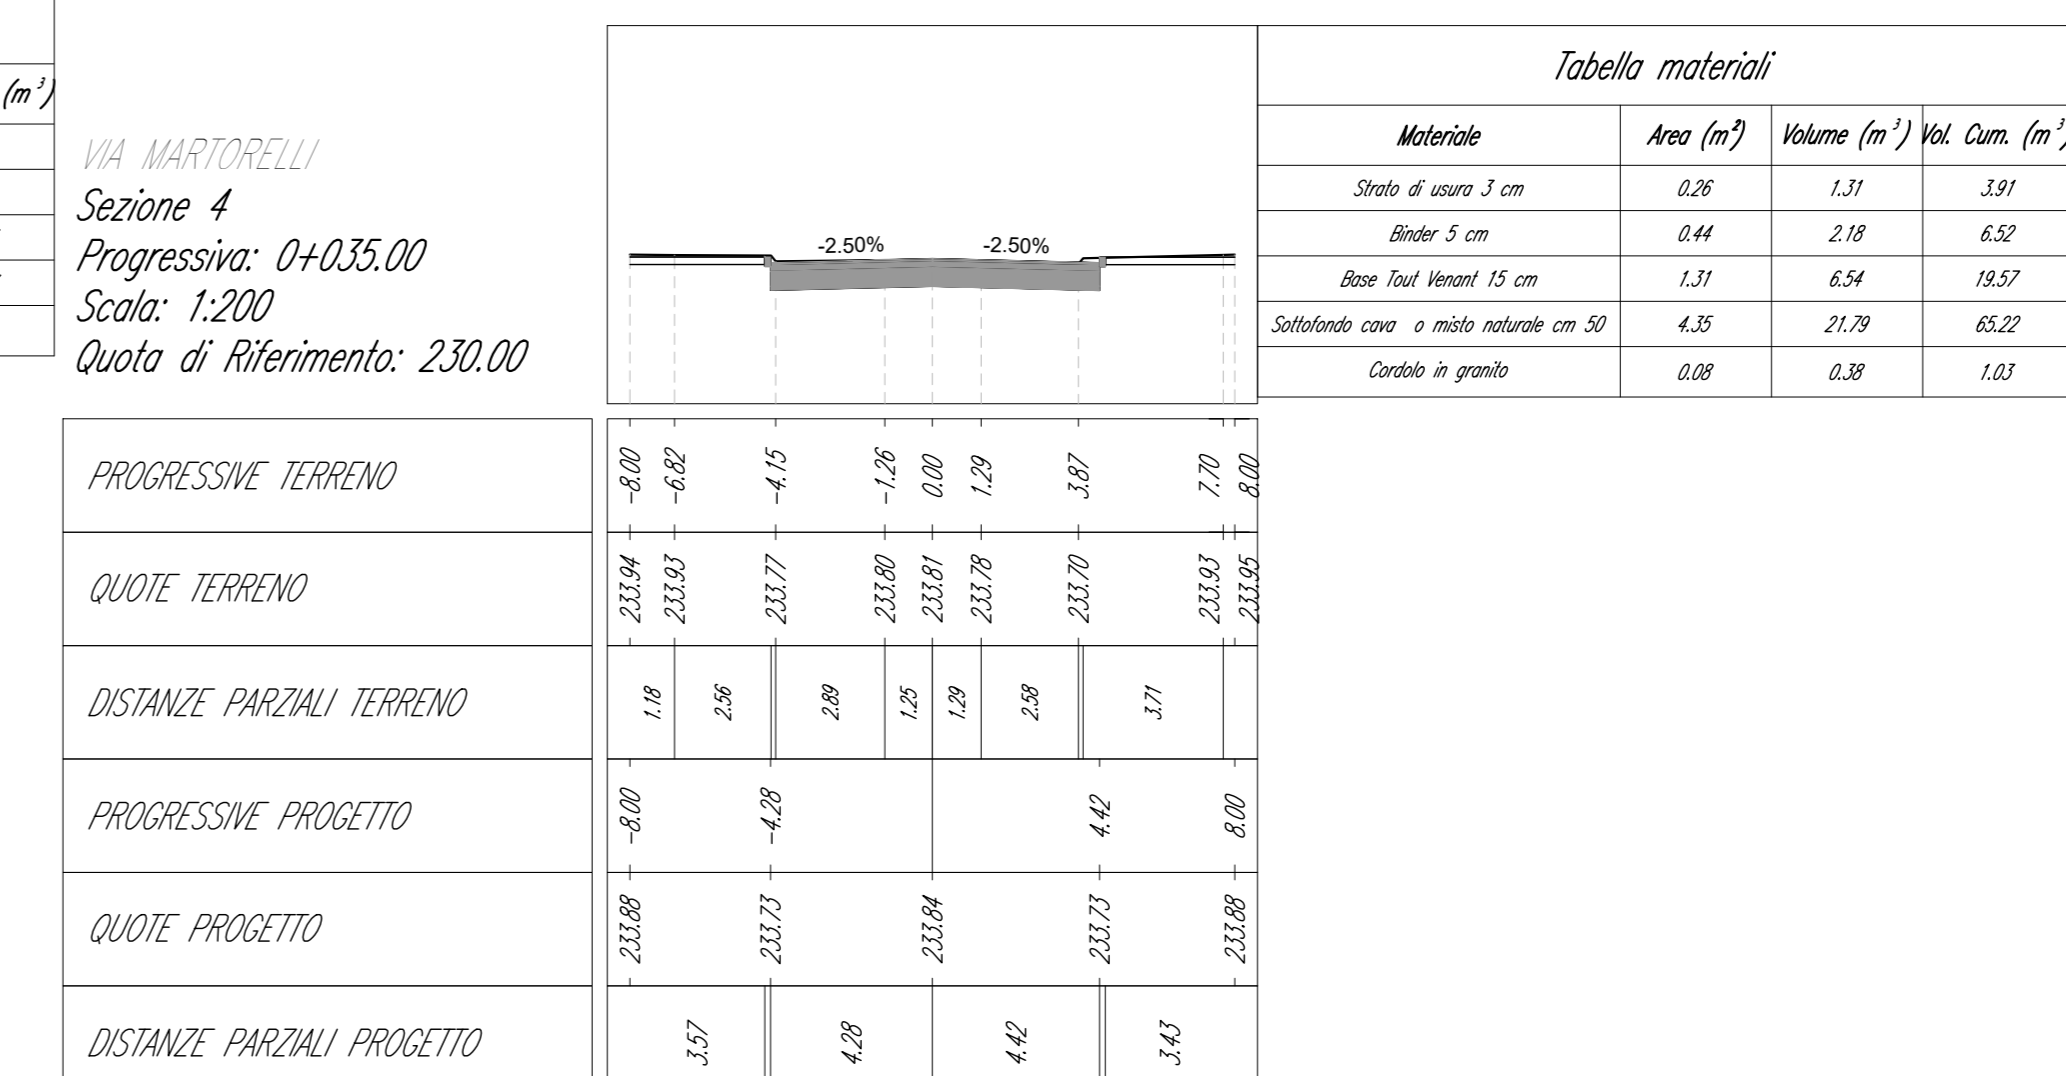 (m³)
VIA MARTORELLI
Sezione 4
Progressiva: 0+035.00
Scala: 1:200
Quota di Riferimento: 230.00
-2.50% -2.50%
Tabella materiali
Materiale Area (m²) Volume (m³) Vol. Cum. (m³)
Strato di usura 3 cm 0.26 1.31 3.91
Binder 5 cm 0.44 2.18 6.52
Base Tout Venant 15 cm 1.31 6.54 19.57
Sottofondo cava o misto naturale cm 50 4.35 21.79 65.22
Cordolo in granito 0.08 0.38 1.03
PROGRESSIVE TERRENO -8.00 -6.82 -4.15 -1.26 0.00 1.29 3.87 7.70 8.00
QUOTE TERRENO 233.94 233.93 233.77 233.80 233.81 233.78 233.70 233.93 233.95
DISTANZE PARZIALI TERRENO 1.18 2.56 2.89 1.25 1.29 2.58 3.71
PROGRESSIVE PROGETTO -8.00 -4.28 4.42 8.00
QUOTE PROGETTO 233.88 233.73 233.84 233.73 233.88
DISTANZE PARZIALI PROGETTO 3.57 4.28 4.42 3.43